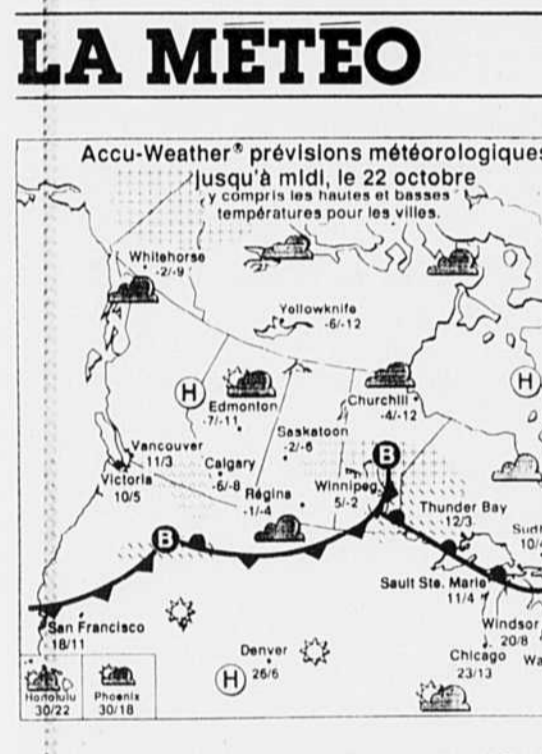 LA MÉTÉO
Accu-Weather® prévisions météorologiques
jusqu'à midi, le 22 octobre
y compris les hautes et basses
températures pour les villes.
Whitehorse
-2/-9
Yellowknife
-6/-12
H
H
Edmonton
-7/-11
Churchill
-4/-12
Saskatoon
-2/-6
Vancouver
11/3
B
Victoria
10/5
Calgary
-6/-8
Régina
-1/-4
Winnipeg
5/-2
Thunder Bay
12/3
B
10/4
Sault Ste. Marie
11/4
San Francisco
18/11
Windsor
20/8
Denver
26/6
H
Chicago
23/13
Honolulu
30/22
Phoenix
30/18